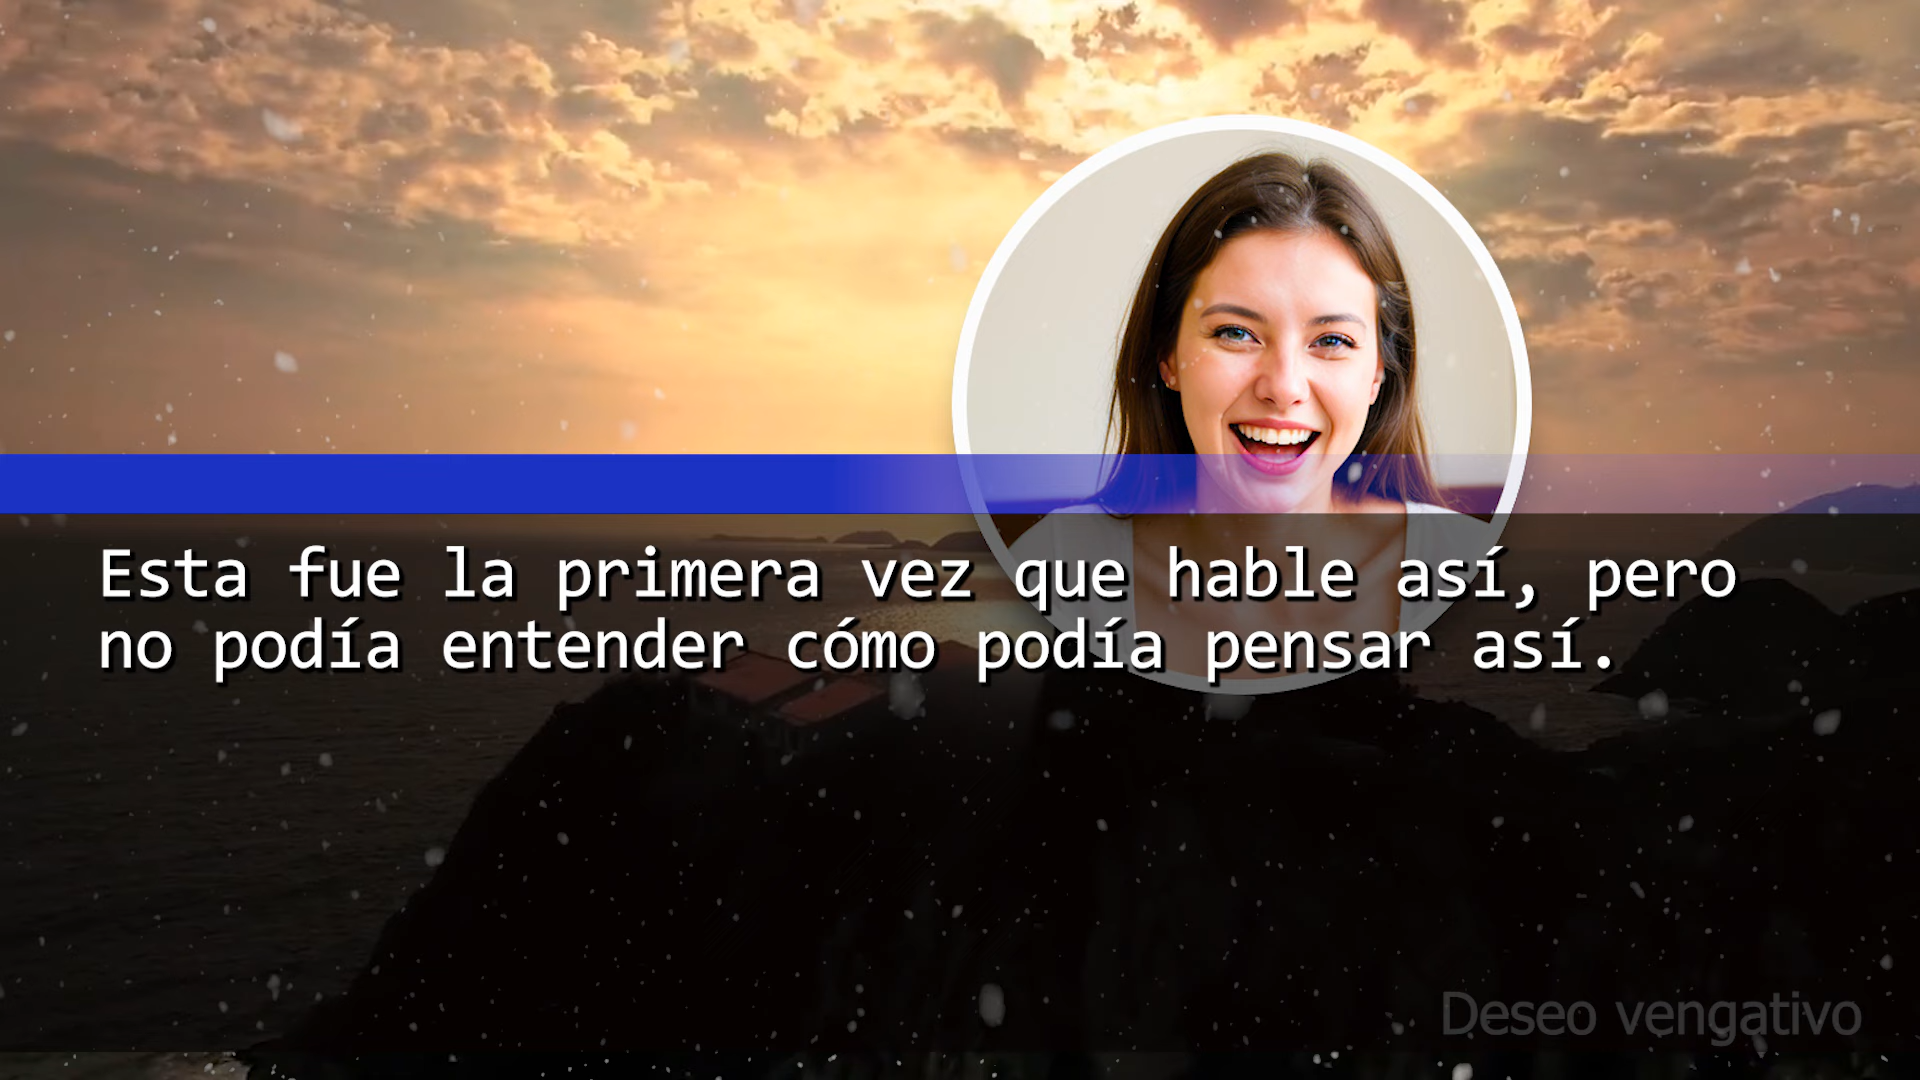 Esta fue la primera vez que hable así, pero
no podía entender cómo podía pensar así.
Deseo vengativo